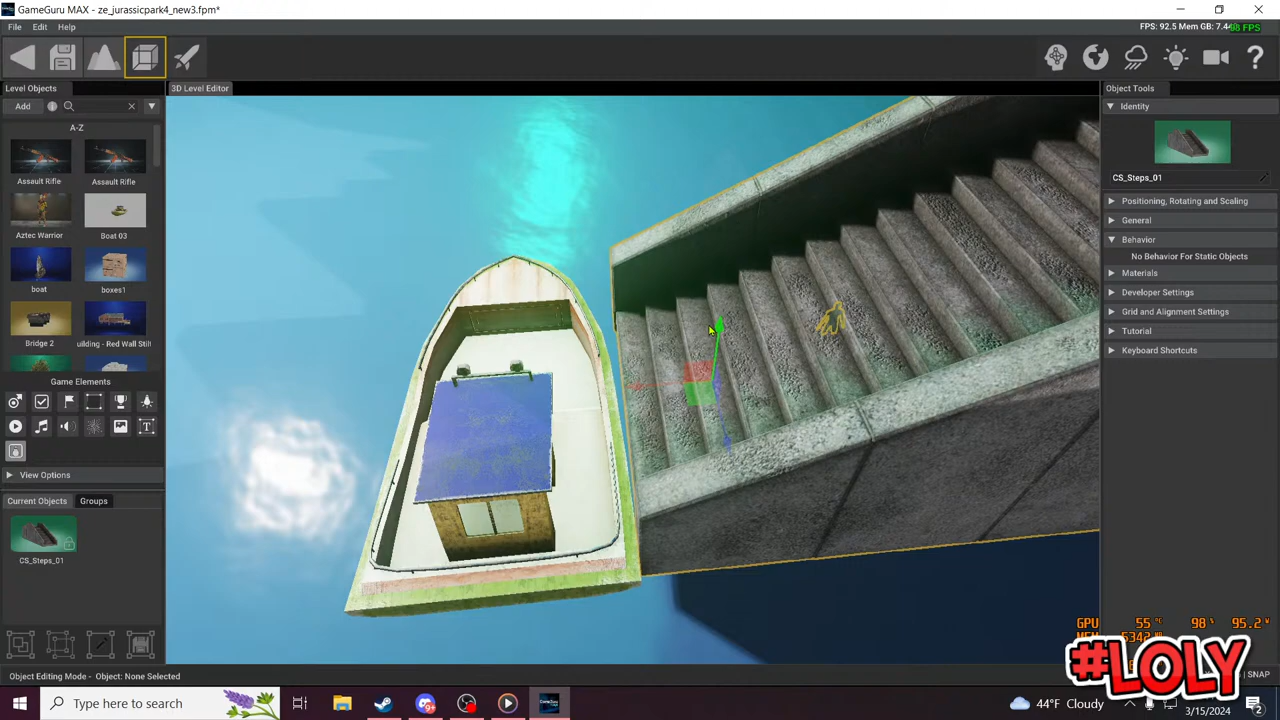 GameGuru MAX - ze_jurassicpark4_new3.fpm*
File Edit Help
FPS: 92.5 Mem GB: 7.4
FPS
Level Objects
3D Level Editor
Object Tools
Add
A-Z
Identity
Assault Rifle
Assault Rifle
CS_Steps_01
Positioning, Rotating and Scaling
Aztec Warrior
Boat 03
General
Behavior
No Behavior For Static Objects
Materials
boat
boxes1
Developer Settings
Grid and Alignment Settings
Tutorial
Bridge 2
uilding - Red Wall Stit
Keyboard Shortcuts
Game Elements
View Options
Current Objects Groups
CS_Steps_01
GPU 55 °C 98 % 95.2 W
5342
#LOLY
Object Editing Mode - Object: None Selected
SNAP
Type here to search
44°F Cloudy
3/15/2024
2